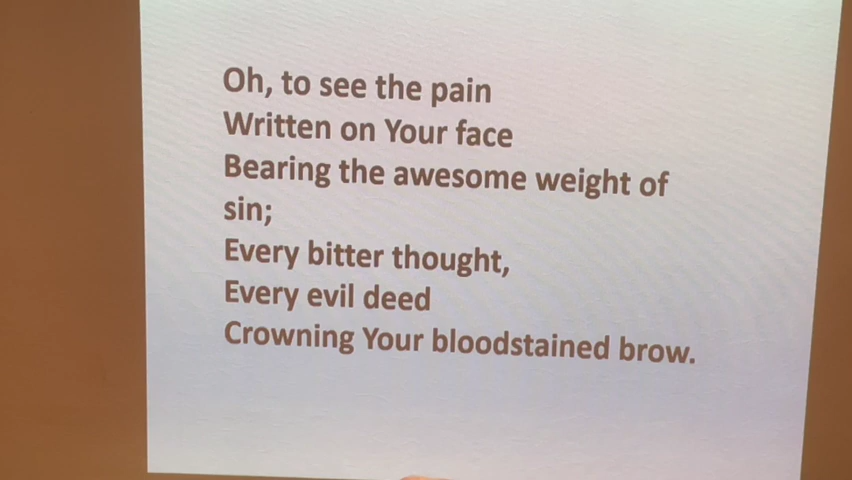 Oh, to see the pain
Written on Your face
Bearing the awesome weight of
sin;
Every bitter thought,
Every evil deed
Crowning Your bloodstained brow.